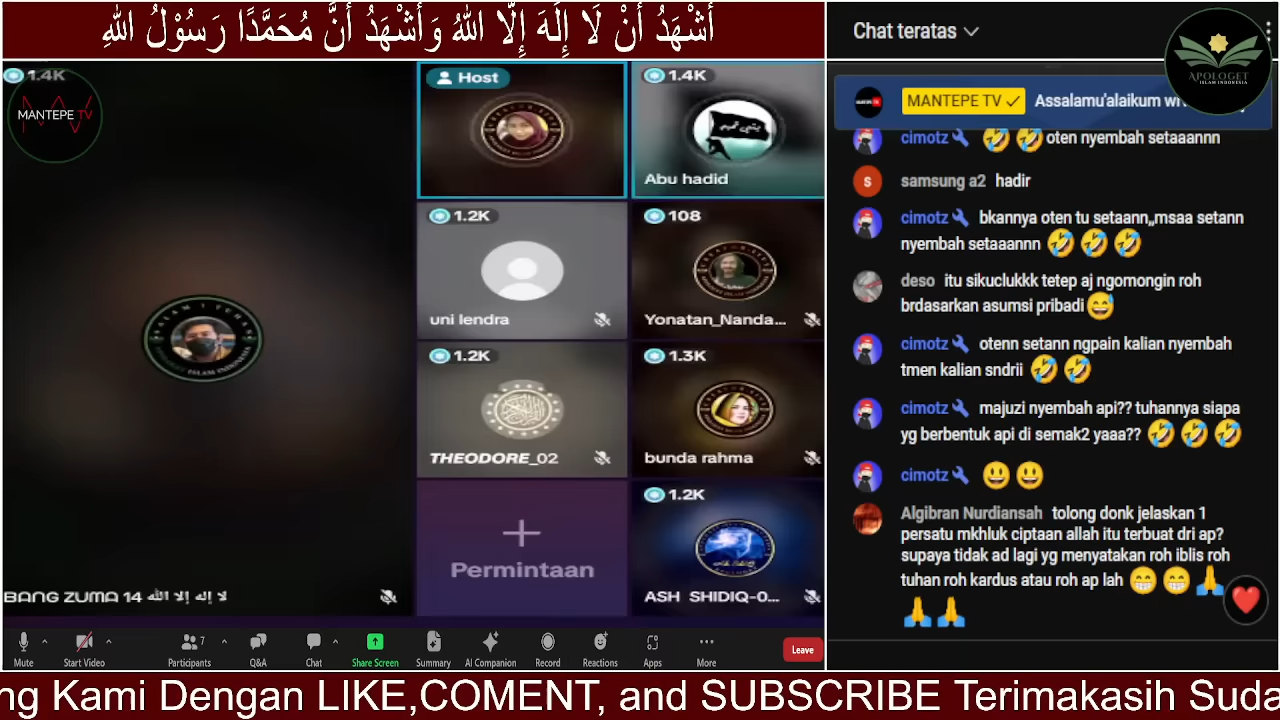 أَشْهَدُ أَنْ لَا إِلَهَ إِلَّا اللهُ وَأَشْهَدُ أَنَّ مُحَمَّدًا رَسُوْلُ اللهِ
1.4K
MANTEPE TV
BANG ZUMA 14 لا إله إلا الله
Host
1.4K
Abu hadid
1.2K
uni lendra
108
Yonatan_Nanda...
1.2K
THEODORE_02
1.3K
bunda rahma
Permintaan
1.2K
ASH SHIDIQ-0...
Mute
Start Video
Participants
7
Q&A
Chat
Share Screen
Summary
AI Companion
Record
Reactions
Apps
More
Leave
Chat teratas
APOLOGET
ISLAM INDONESIA
MANTEPE TV Assalamu'alaikum wr
cimotz oten nyembah setaaannn
samsung a2 hadir
cimotz bkannya oten tu setaann,,msaa setann
nyembah setaaannn
deso itu sikuclukkk tetep aj ngomongin roh
brdasarkan asumsi pribadi
cimotz otenn setann ngpain kalian nyembah
tmen kalian sndrii
cimotz majuzi nyembah api?? tuhannya siapa
yg berbentuk api di semak2 yaaa??
cimotz
Algibran Nurdiansah tolong donk jelaskan 1
persatu mkhluk ciptaan allah itu terbuat dri ap?
supaya tidak ad lagi yg menyatakan roh iblis roh
tuhan roh kardus atau roh ap lah
ng Kami Dengan LIKE,COMENT, and SUBSCRIBE Terimakasih Suda